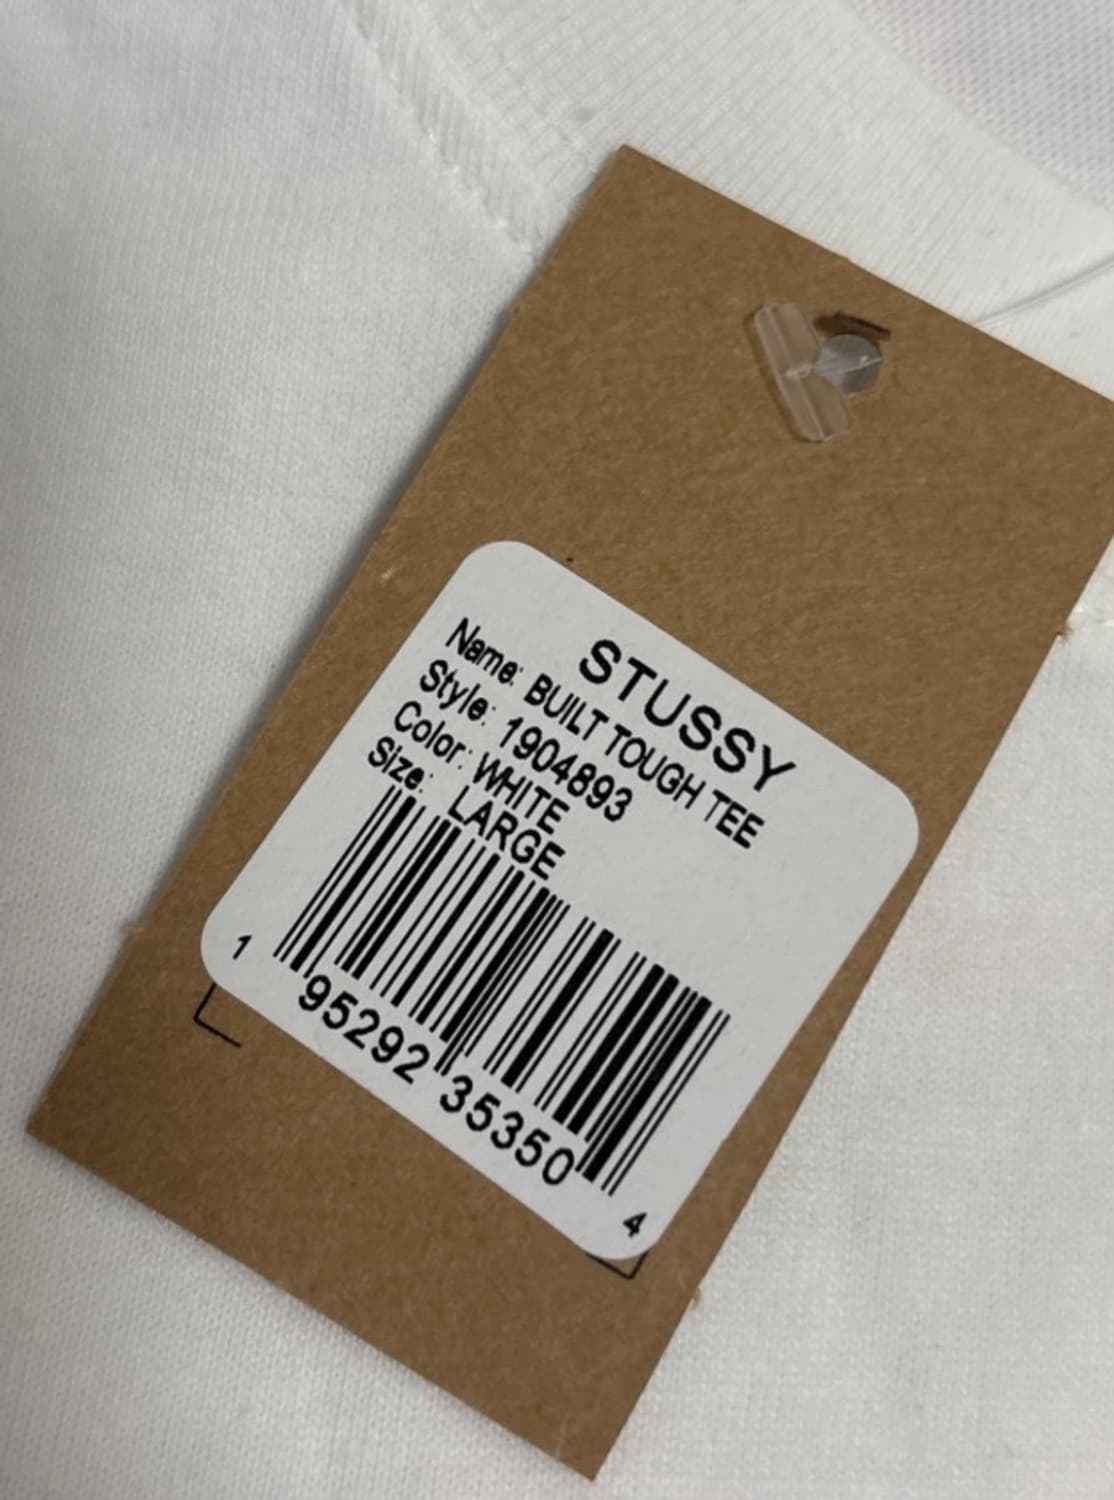 STUSSY
Name: BUILT TOUGH TEE
Style: 1904893
Color: WHITE
Size: LARGE
1 95292 35350 4